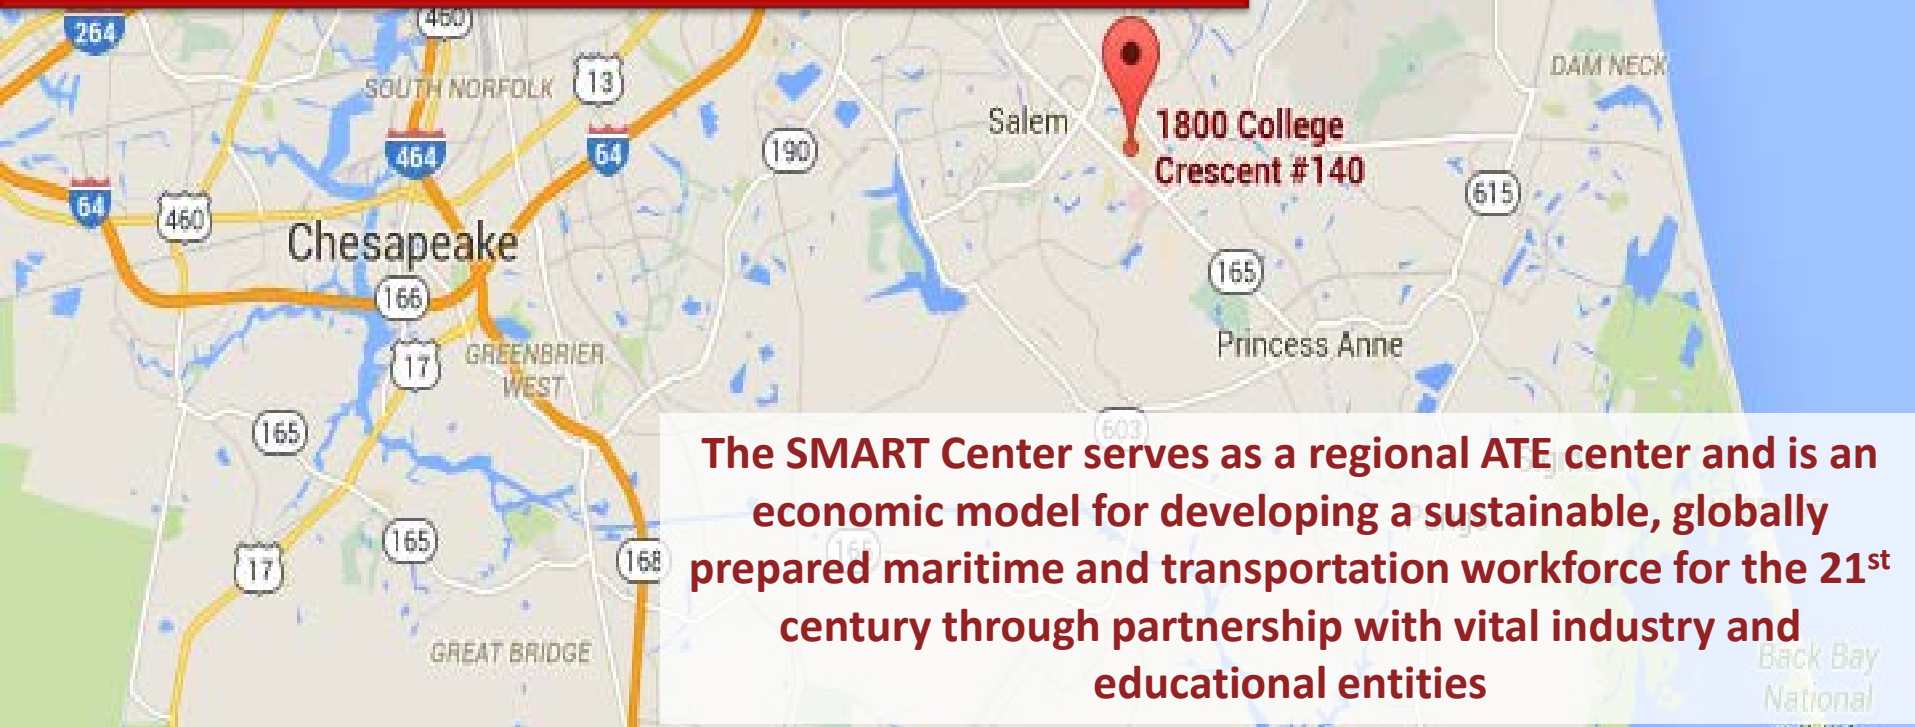 264
460
SOUTH NORFOLK
13
DAM NECK
Salem
1800 College
Crescent #140
464
64
190
64
460
615
Chesapeake
165
166
Princess Anne
17
GREENBRIER
WEST
165
603
The SMART Center serves as a regional ATE center and is an
economic model for developing a sustainable, globally
prepared maritime and transportation workforce for the 21st
century through partnership with vital industry and
educational entities
165
17
168
165
GREAT BRIDGE
Back Bay
National